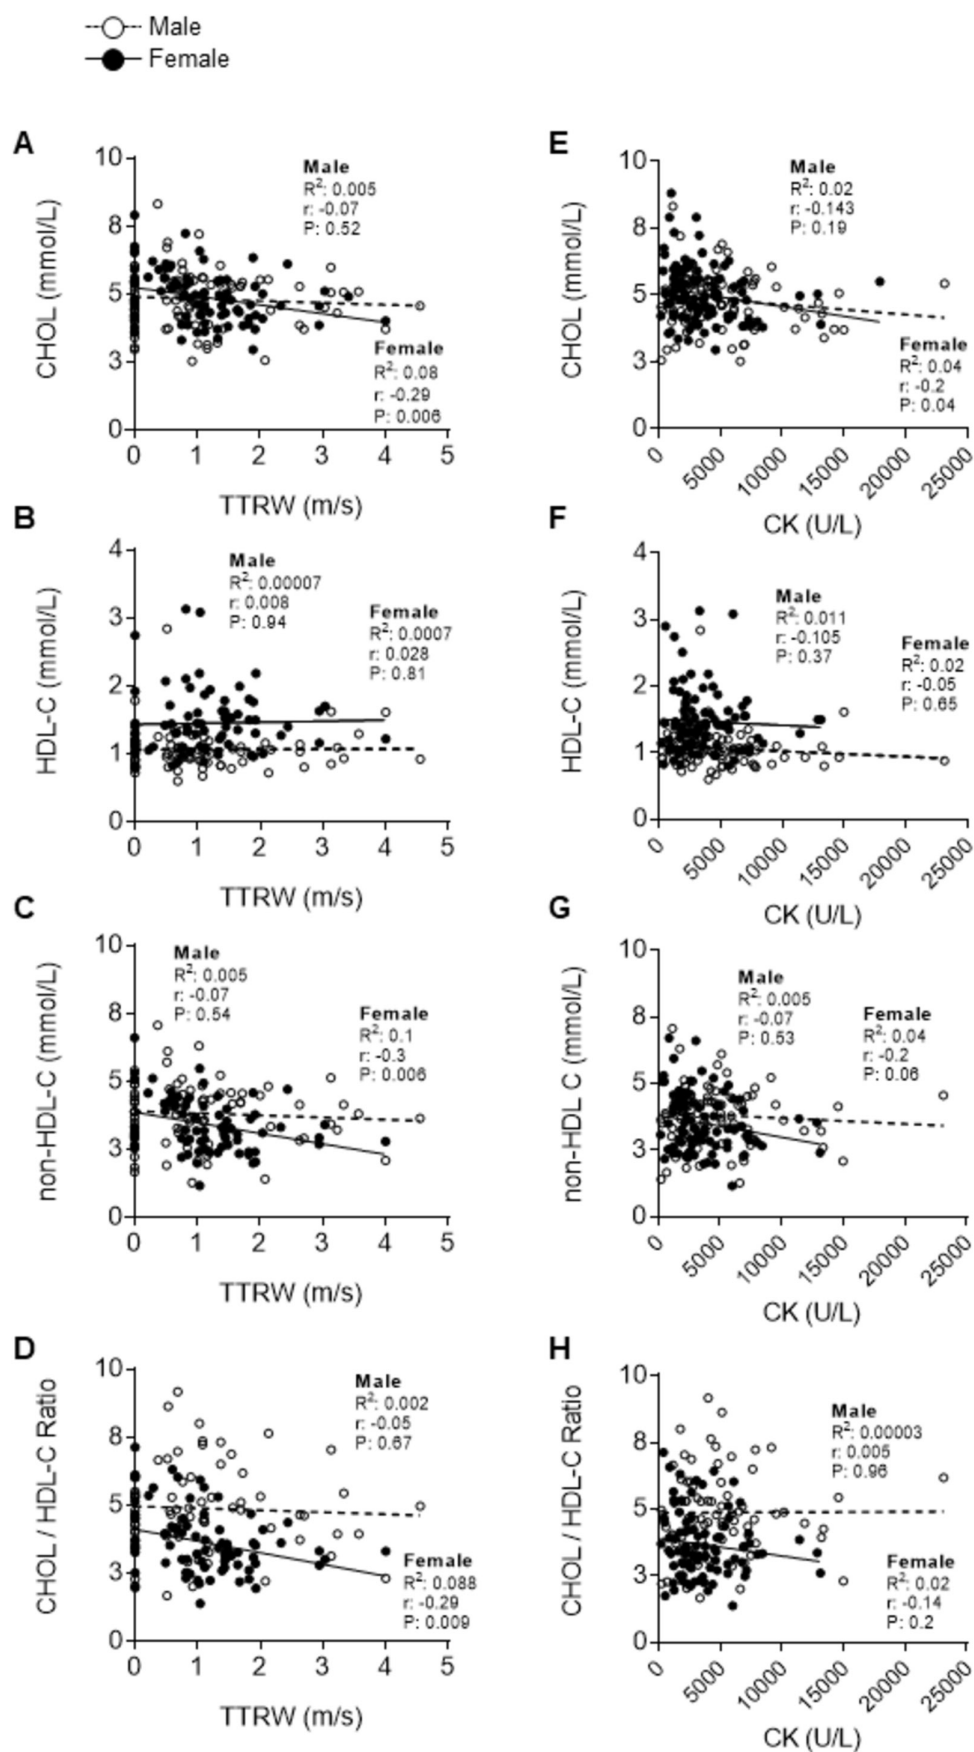 Male
Female
A
10
8
5
3
0
CHOL (mmol/L)
Male
R²: 0.005
r: -0.07
P: 0.52
Female
R²: 0.08
r: -0.29
P: 0.006
0 1 2 3 4 5
TTRW (m/s)
E
10
8
5
3
0
CHOL (mmol/L)
Male
R²: 0.02
r: -0.143
P: 0.19
Female
R²: 0.04
r: -0.2
P: 0.04
0 5000 10000 15000 20000 25000
CK (U/L)
B
4
3
2
1
0
HDL-C (mmol/L)
Male
R²: 0.00007
r: 0.008
P: 0.94
Female
R²: 0.0007
r: 0.028
P: 0.81
0 1 2 3 4 5
TTRW (m/s)
F
4
3
2
1
0
HDL-C (mmol/L)
Male
R²: 0.011
r: -0.105
P: 0.37
Female
R²: 0.02
r: -0.05
P: 0.65
0 5000 10000 15000 20000 25000
CK (U/L)
C
10
8
5
3
0
non-HDL-C (mmol/L)
Male
R²: 0.005
r: -0.07
P: 0.54
Female
R²: 0.1
r: -0.3
P: 0.006
0 1 2 3 4 5
TTRW (m/s)
G
10
8
5
3
0
non-HDL C (mmol/L)
Male
R²: 0.005
r: -0.07
P: 0.53
Female
R²: 0.04
r: -0.2
P: 0.06
0 5000 10000 15000 20000 25000
CK (U/L)
D
10
8
5
3
0
CHOL / HDL-C Ratio
Male
R²: 0.002
r: -0.05
P: 0.67
Female
R²: 0.088
r: -0.29
P: 0.009
0 1 2 3 4 5
TTRW (m/s)
H
10
8
5
3
0
CHOL / HDL-C Ratio
Male
R²: 0.00003
r: 0.005
P: 0.96
Female
R²: 0.02
r: -0.14
P: 0.2
0 5000 10000 15000 20000 25000
CK (U/L)